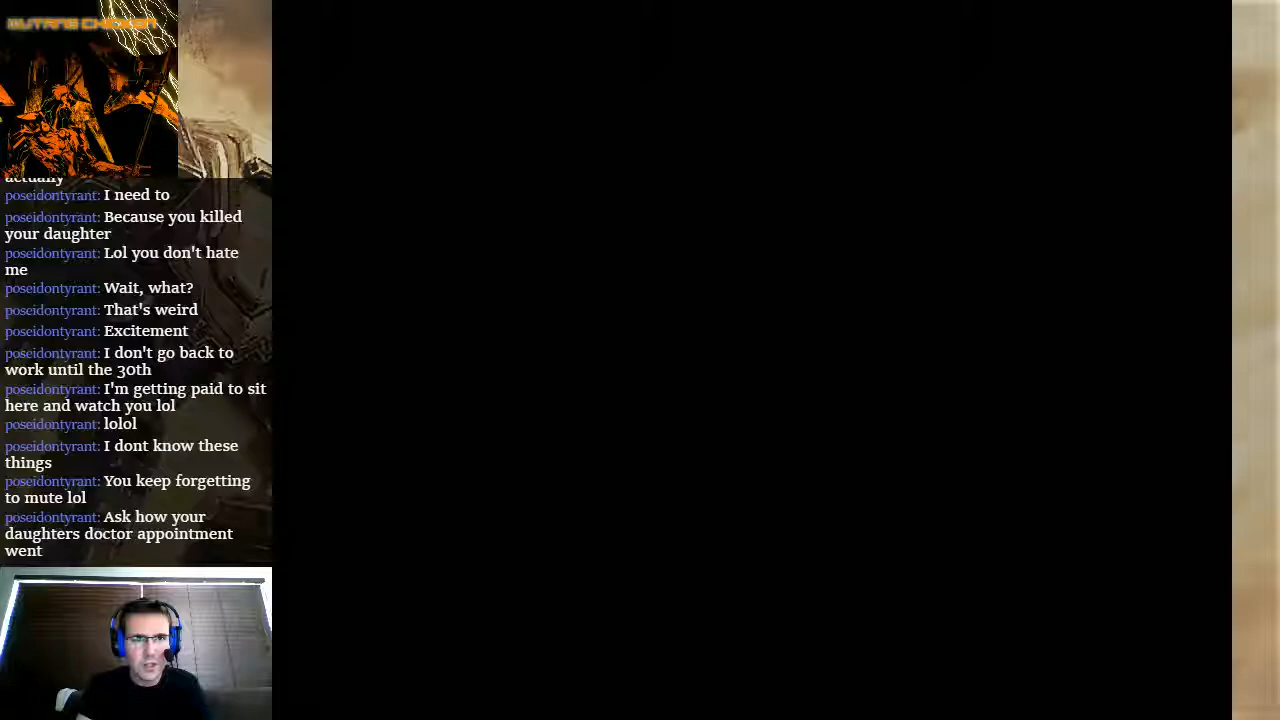 MUTANT CHICKEN
actually
poseidontyrant: I need to
poseidontyrant: Because you killed
your daughter
poseidontyrant: Lol you don't hate
me
poseidontyrant: Wait, what?
poseidontyrant: That's weird
poseidontyrant: Excitement
poseidontyrant: I don't go back to
work until the 30th
poseidontyrant: I'm getting paid to sit
here and watch you lol
poseidontyrant: lolol
poseidontyrant: I dont know these
things
poseidontyrant: You keep forgetting
to mute lol
poseidontyrant: Ask how your
daughters doctor appointment
went